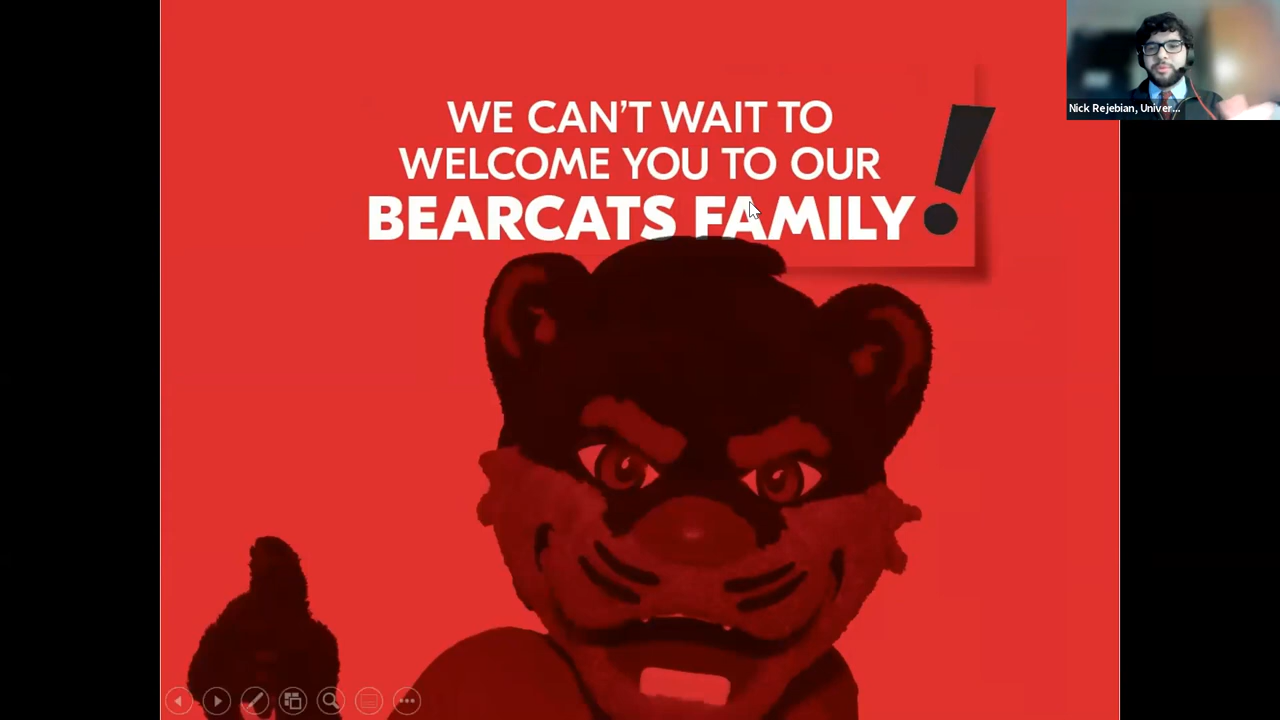 WE CAN'T WAIT TO
WELCOME YOU TO OUR
BEARCATS FAMILY!
Nick Rejebian, Univer...